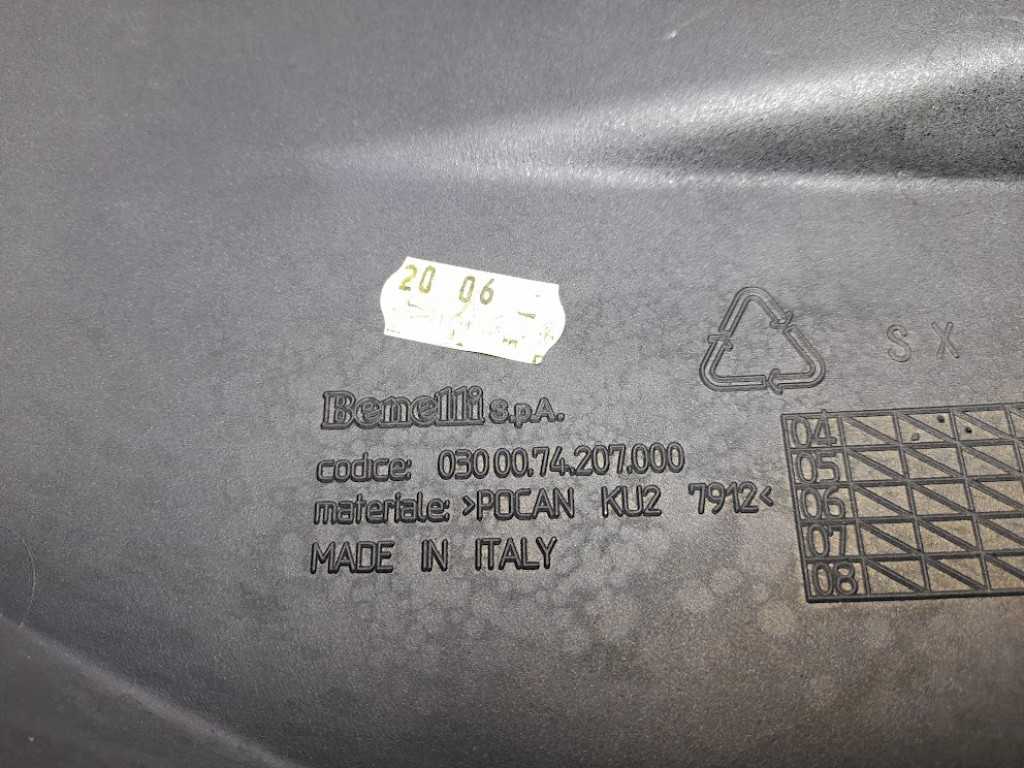 20 06
S X
Benelli S.p.A.
codice: 030 00.74.207.000
materiale: >POCAN KU2 7912<
MADE IN ITALY
04
05
06
07
08